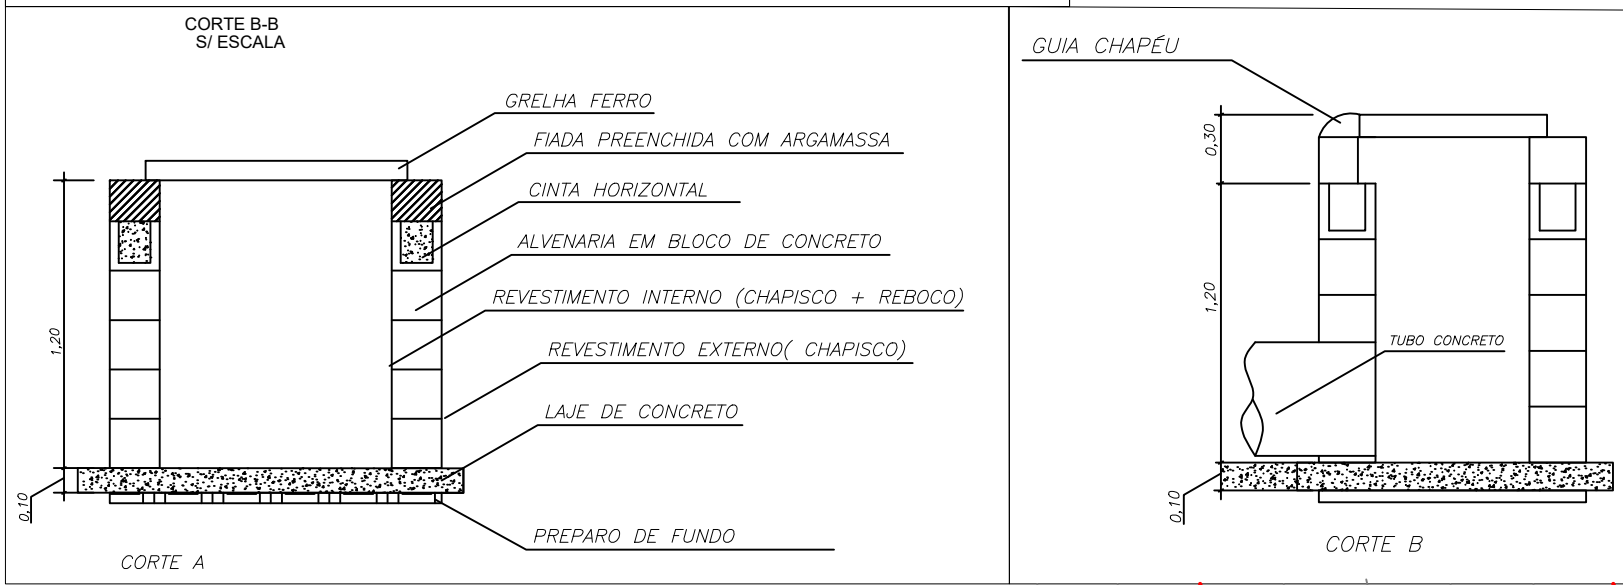 CORTE B-B
S/ ESCALA
GRELHA FERRO
FIADA PREENCHIDA COM ARGAMASSA
CINTA HORIZONTAL
ALVENARIA EM BLOCO DE CONCRETO
REVESTIMENTO INTERNO (CHAPISCO + REBOCO)
REVESTIMENTO EXTERNO( CHAPISCO)
LAJE DE CONCRETO
PREPARO DE FUNDO
1,20
0,10
CORTE A
GUIA CHAPÉU
0,30
1,20
TUBO CONCRETO
0,10
CORTE B